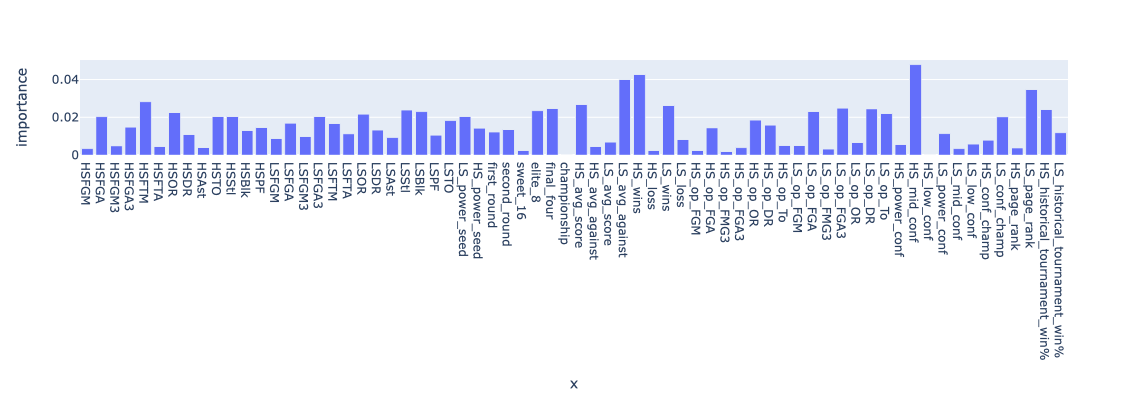 importance
0.04
0.02
0
HSFGM
HSFGA
HSFGM3
HSFGA3
HSFTM
HSFTA
HSOR
HSDR
HSAst
HSTO
HSStl
HSBlk
HSPF
LSFGM
LSFGA
LSFGM3
LSFGA3
LSFTM
LSFTA
LSOR
LSDR
LSAst
LSStl
LSBlk
LSPF
LSTO
LS_power_seed
HS_power_seed
first_round
second_round
sweet_16
elite_8
final_four
championship
HS_avg_score
HS_avg_against
LS_avg_score
LS_avg_against
HS_wins
HS_loss
LS_wins
LS_loss
HS_op_FGM
HS_op_FGA
HS_op_FMG3
HS_op_FGA3
HS_op_OR
HS_op_DR
HS_op_To
LS_op_FGM
LS_op_FGA
LS_op_FMG3
LS_op_FGA3
LS_op_OR
LS_op_DR
LS_op_To
HS_power_conf
HS_mid_conf
HS_low_conf
LS_power_conf
LS_mid_conf
LS_low_conf
HS_conf_champ
LS_conf_champ
HS_page_rank
LS_page_rank
HS_historical_tournament_win%
LS_historical_tournament_win%
x